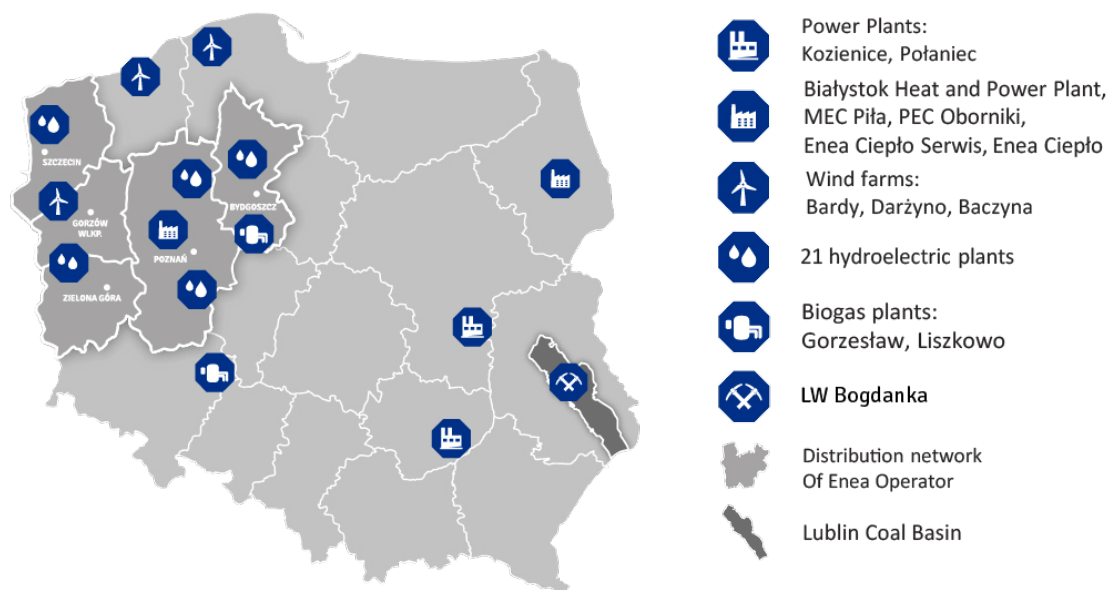 SZCZECIN
GORZÓW
WLKP.
ZIELONA GÓRA
POZNAŃ
BYDGOSZCZ
Power Plants:
Kozienice, Połaniec
Białystok Heat and Power Plant,
MEC Piła, PEC Oborniki,
Enea Ciepło Serwis, Enea Ciepło
Wind farms:
Bardy, Darżyno, Baczyna
21 hydroelectric plants
Biogas plants:
Gorzesław, Liszkowo
LW Bogdanka
Distribution network
Of Enea Operator
Lublin Coal Basin